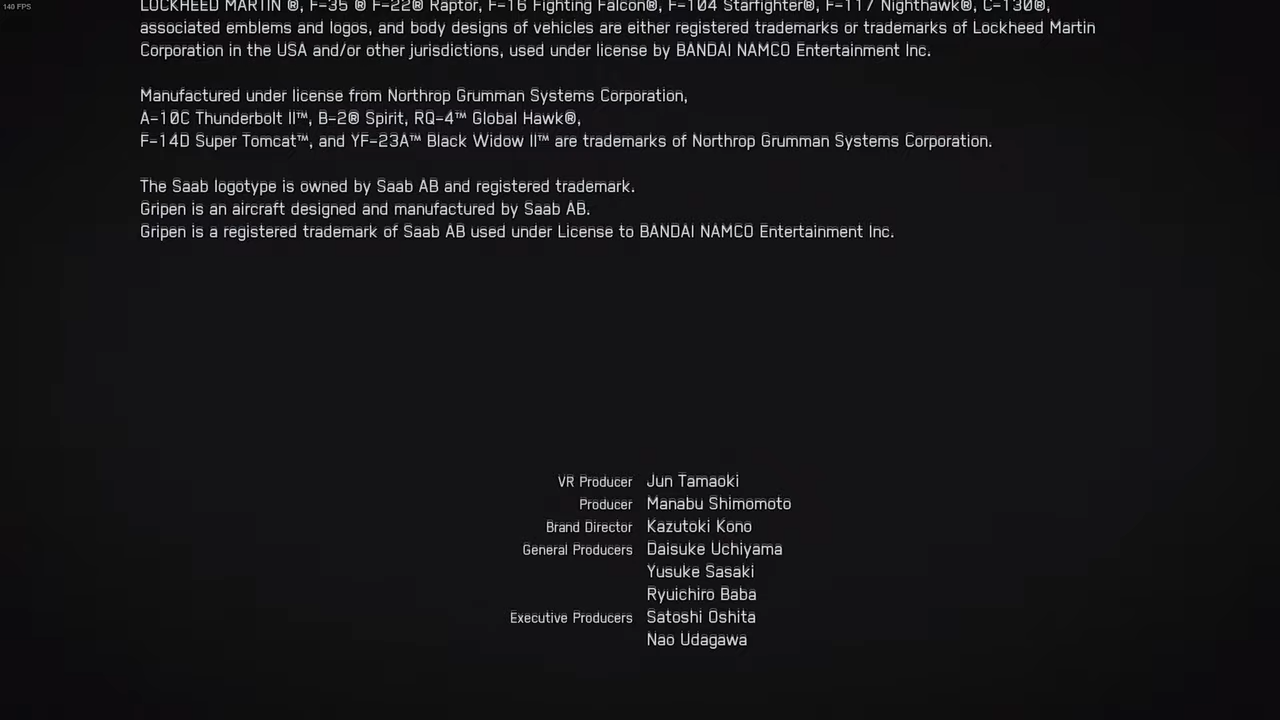 140 FPS
LOCKHEED MARTIN ®, F-35 ® F-22® Raptor, F-16 Fighting Falcon®, F-104 Starfighter®, F-117 Nighthawk®, C-130®,
associated emblems and logos, and body designs of vehicles are either registered trademarks or trademarks of Lockheed Martin
Corporation in the USA and/or other jurisdictions, used under license by BANDAI NAMCO Entertainment Inc.
Manufactured under license from Northrop Grumman Systems Corporation,
A-10C Thunderbolt II™, B-2® Spirit, RQ-4™ Global Hawk®,
F-14D Super Tomcat™, and YF-23A™ Black Widow II™ are trademarks of Northrop Grumman Systems Corporation.
The Saab logotype is owned by Saab AB and registered trademark.
Gripen is an aircraft designed and manufactured by Saab AB.
Gripen is a registered trademark of Saab AB used under License to BANDAI NAMCO Entertainment Inc.
VR Producer Jun Tamaoki
Producer Manabu Shimomoto
Brand Director Kazutoki Kono
General Producers Daisuke Uchiyama
Yusuke Sasaki
Ryuichiro Baba
Executive Producers Satoshi Oshita
Nao Udagawa